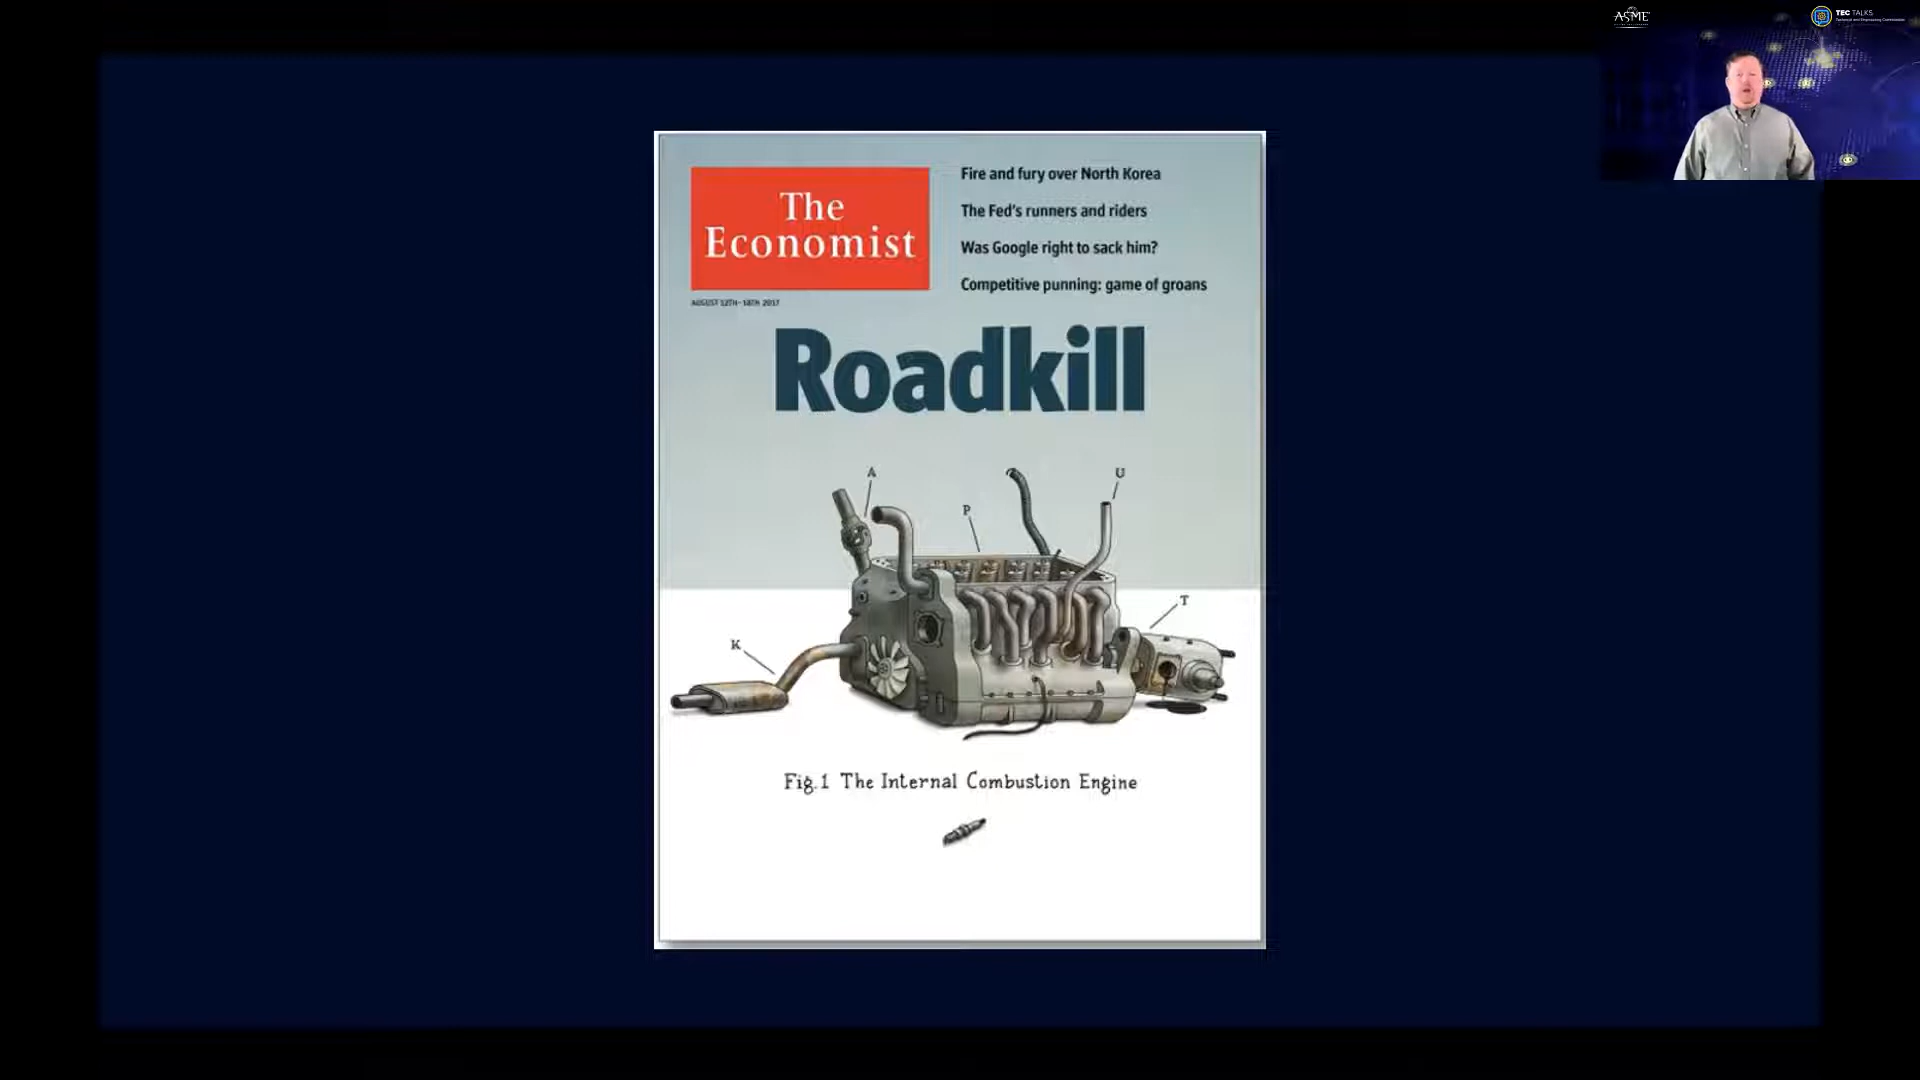 ASME
TEC TALKS
The
Economist
AUGUST 12TH–18TH 2017
Fire and fury over North Korea
The Fed's runners and riders
Was Google right to sack him?
Competitive punning: game of groans
Roadkill
A
P
U
K
T
Fig.1 The Internal Combustion Engine